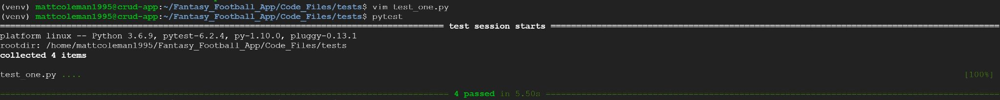 (venv) mattcoleman1995@crud-app:~/Fantasy_Football_App/Code_Files/tests$ vim test_one.py
(venv) mattcoleman1995@crud-app:~/Fantasy_Football_App/Code_Files/tests$ pytest
=== test session starts ===
platform linux -- Python 3.6.9, pytest-6.2.4, py-1.10.0, pluggy-0.13.1
rootdir: /home/mattcoleman1995/Fantasy_Football_App/Code_Files/tests
collected 4 items
test_one.py .... [100%]
=== 4 passed in 5.50s ===